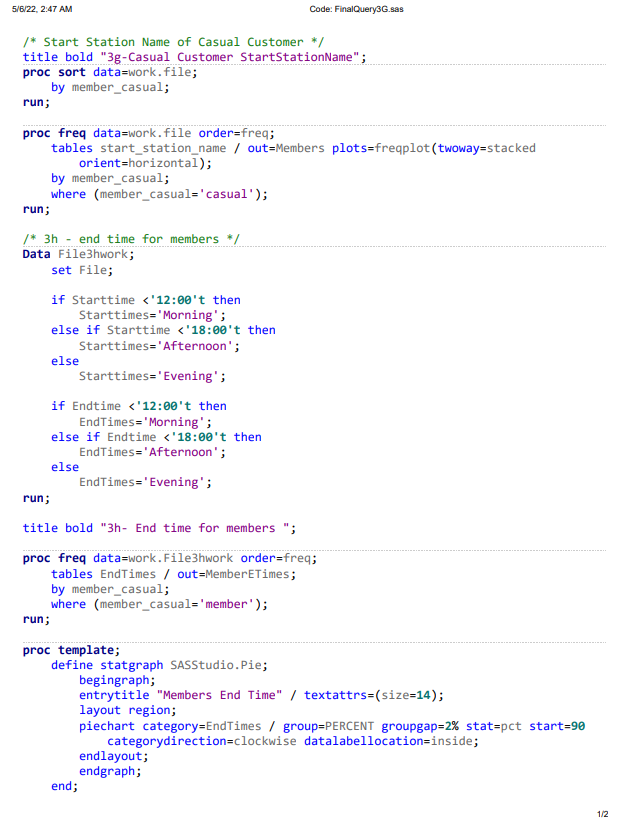 5/6/22, 2:47 AM Code: FinalQuery3G.sas
/* Start Station Name of Casual Customer */
title bold "3g-Casual Customer StartStationName";
proc sort data=work.file;
    by member_casual;
run;
proc freq data=work.file order=freq;
    tables start_station_name / out=Members plots=freqplot(twoway=stacked
        orient=horizontal);
    by member_casual;
    where (member_casual='casual');
run;
/* 3h - end time for members */
Data File3hwork;
    set File;
    if Starttime <'12:00't then
        Starttimes='Morning';
    else if Starttime <'18:00't then
        Starttimes='Afternoon';
    else
        Starttimes='Evening';
    if Endtime <'12:00't then
        EndTimes='Morning';
    else if Endtime <'18:00't then
        EndTimes='Afternoon';
    else
        EndTimes='Evening';
run;
title bold "3h- End time for members ";
proc freq data=work.File3hwork order=freq;
    tables EndTimes / out=MemberETimes;
    by member_casual;
    where (member_casual='member');
run;
proc template;
    define statgraph SASStudio.Pie;
        begingraph;
        entrytitle "Members End Time" / textattrs=(size=14);
        layout region;
        piechart category=EndTimes / group=PERCENT groupgap=2% stat=pct start=90
            categorydirection=clockwise datalabellocation=inside;
        endlayout;
        endgraph;
    end;
1/2